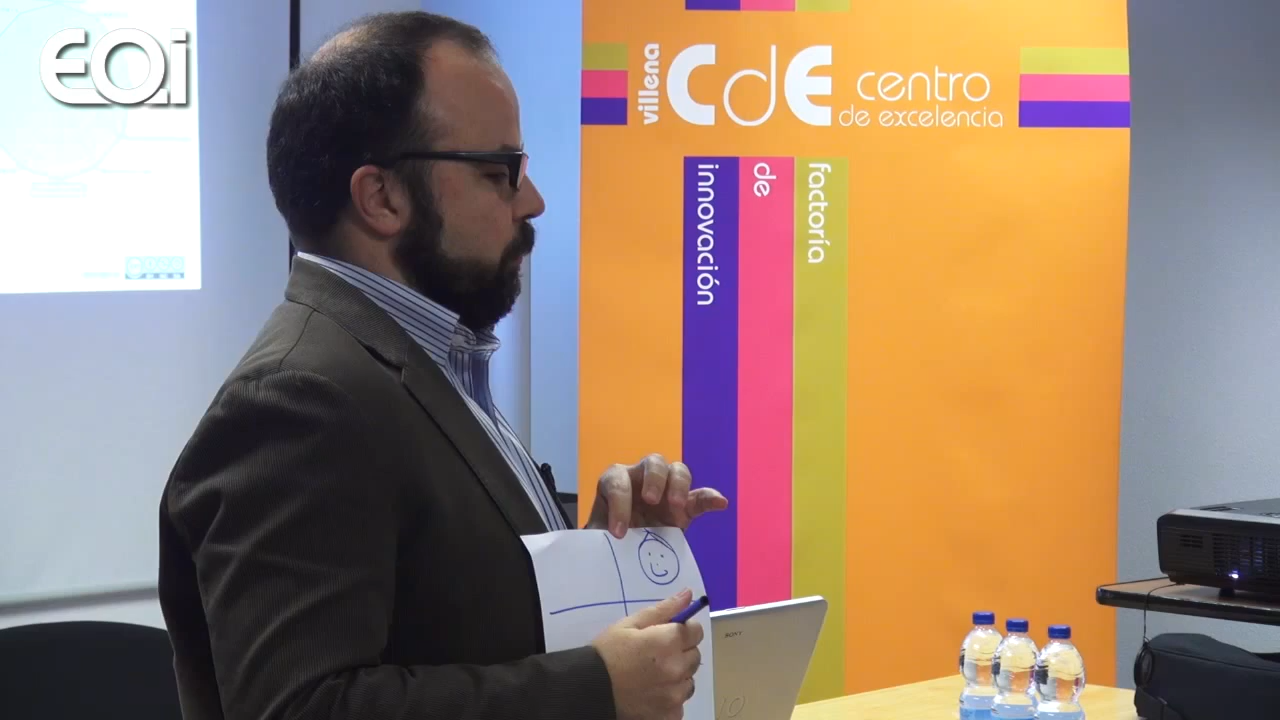 EOi
villena
CdE centro
de excelencia
innovación
de
factoría
SONY